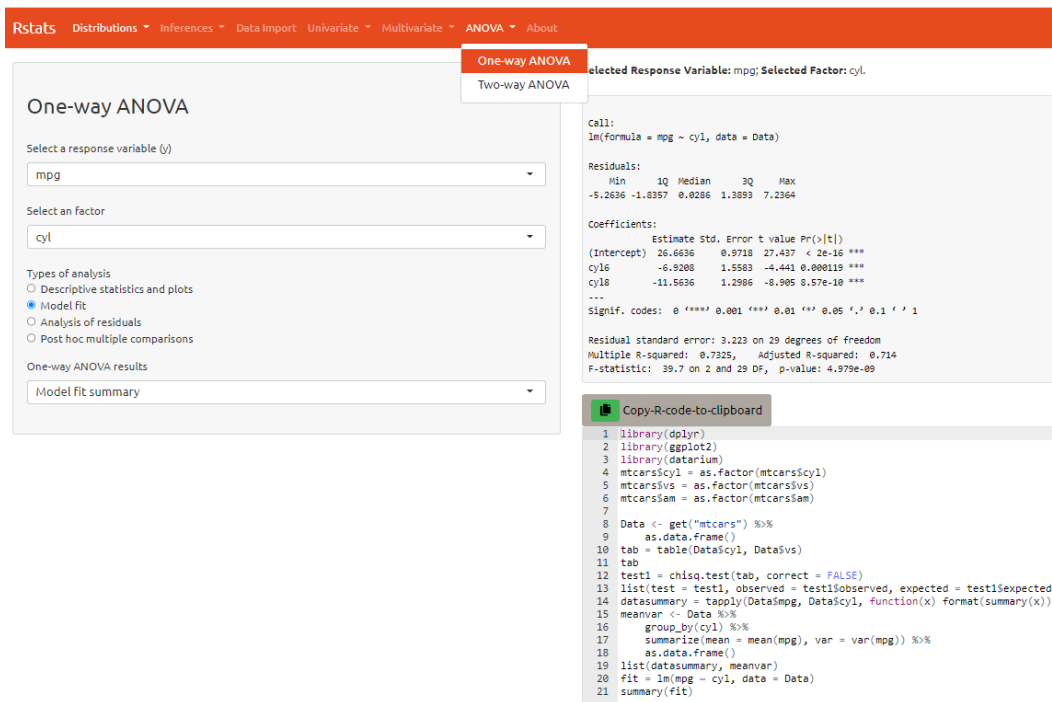 Rstats Distributions Inferences Data Import Univariate Multivariate ANOVA About
One-way ANOVA
Two-way ANOVA
One-way ANOVA
Select a response variable (y)
mpg
Select an factor
cyl
Types of analysis
Descriptive statistics and plots
Model fit
Analysis of residuals
Post hoc multiple comparisons
One-way ANOVA results
Model fit summary
elected Response Variable: mpg; Selected Factor: cyl.
Call:
lm(formula = mpg ~ cyl, data = Data)
Residuals:
    Min      1Q  Median      3Q     Max
-5.2636 -1.8357  0.0286  1.3893  7.2364
Coefficients:
            Estimate Std. Error t value Pr(>|t|)
(Intercept)  26.6636     0.9718  27.437  < 2e-16 ***
cyl6         -6.9208     1.5583  -4.441 0.000119 ***
cyl8        -11.5636     1.2986  -8.905 8.57e-10 ***
---
Signif. codes:  0 ‘***’ 0.001 ‘**’ 0.01 ‘*’ 0.05 ‘.’ 0.1 ‘ ’ 1
Residual standard error: 3.223 on 29 degrees of freedom
Multiple R-squared:  0.7325,    Adjusted R-squared:  0.714
F-statistic:  39.7 on 2 and 29 DF,  p-value: 4.979e-09
Copy-R-code-to-clipboard
1 library(dplyr)
2 library(ggplot2)
3 library(datarium)
4 mtcars$cyl = as.factor(mtcars$cyl)
5 mtcars$vs = as.factor(mtcars$vs)
6 mtcars$am = as.factor(mtcars$am)
7
8 Data <- get("mtcars") %>%
9     as.data.frame()
10 tab = table(Data$cyl, Data$vs)
11 tab
12 test1 = chisq.test(tab, correct = FALSE)
13 list(test = test1, observed = test1$observed, expected = test1$expected
14 datasummary = tapply(Data$mpg, Data$cyl, function(x) format(summary(x))
15 meanvar <- Data %>%
16     group_by(cyl) %>%
17     summarize(mean = mean(mpg), var = var(mpg)) %>%
18     as.data.frame()
19 list(datasummary, meanvar)
20 fit = lm(mpg ~ cyl, data = Data)
21 summary(fit)